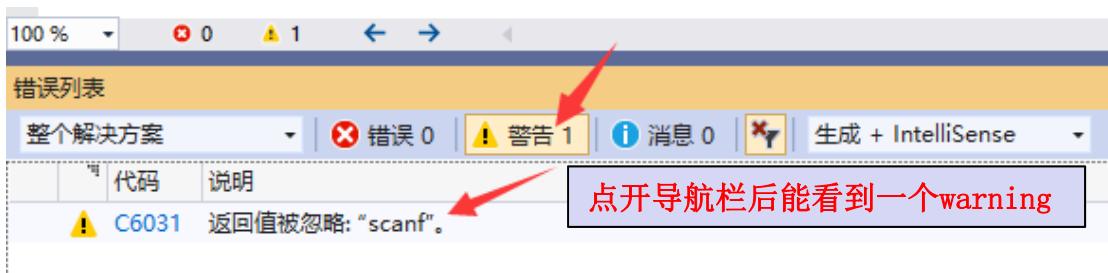 100 % 0 1
错误列表
整个解决方案 错误 0 警告 1 消息 0 生成 + IntelliSense
代码 说明
点开导航栏后能看到一个warning
C6031 返回值被忽略: “scanf”。